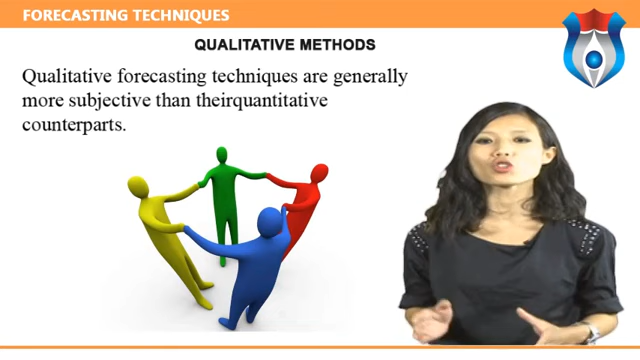 FORECASTING TECHNIQUES
QUALITATIVE METHODS
Qualitative forecasting techniques are generally
more subjective than theirquantitative
counterparts.